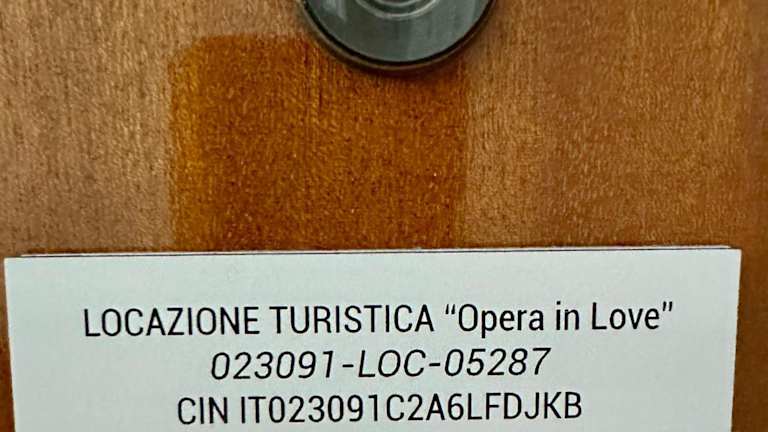 LOCAZIONE TURISTICA “Opera in Love”
023091-LOC-05287
CIN IT023091C2A6LFDJKB